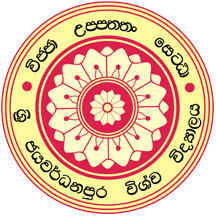 විජ්ජා උප්පතතං සෙට්ඨා
ශ්‍රී ජයවර්ධනපුර විශ්ව විද්‍යාලය